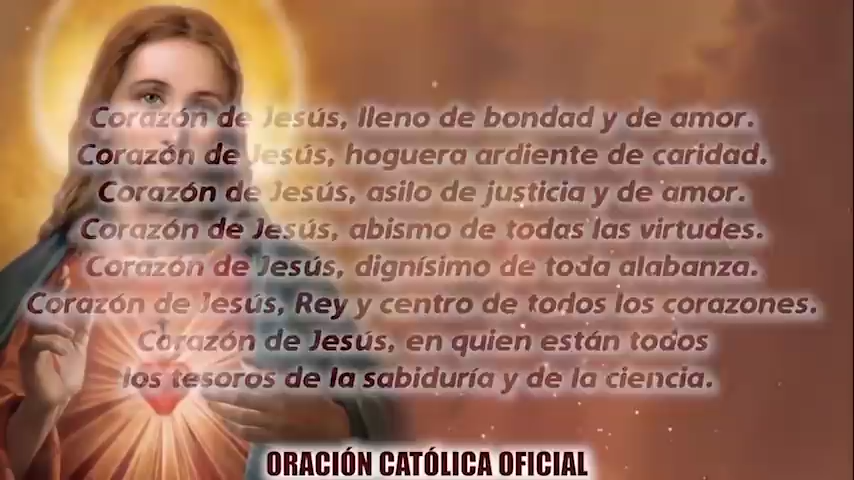 Corazón de Jesús, lleno de bondad y de amor.
Corazón de Jesús, hoguera ardiente de caridad.
Corazón de Jesús, asilo de justicia y de amor.
Corazón de Jesús, abismo de todas las virtudes.
Corazón de Jesús, dignísimo de toda alabanza.
Corazón de Jesús, Rey y centro de todos los corazones.
Corazón de Jesús, en quien están todos
los tesoros de la sabiduría y de la ciencia.
ORACIÓN CATÓLICA OFICIAL